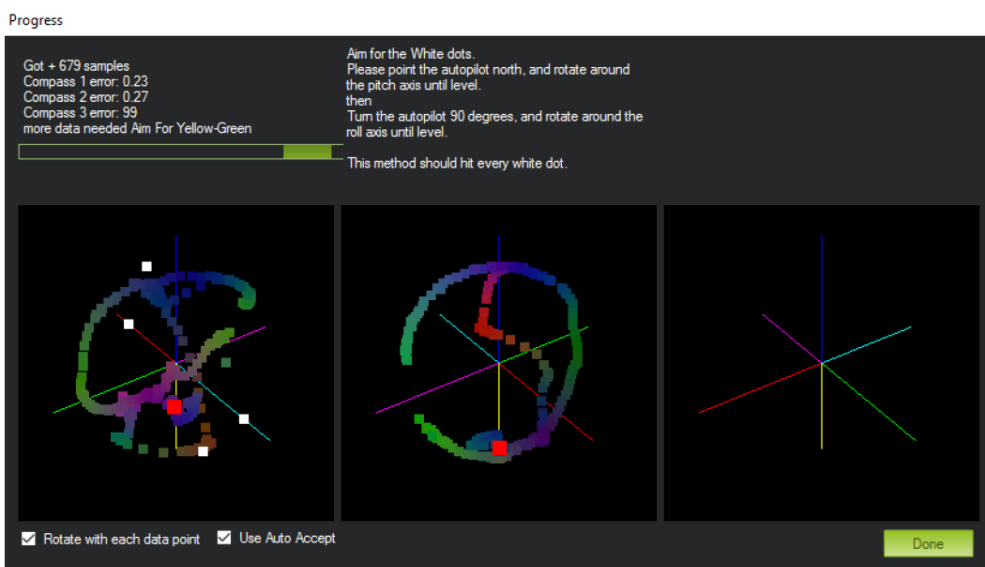 Progress
Got + 679 samples
Compass 1 error: 0.23
Compass 2 error: 0.27
Compass 3 error: 99
more data needed Aim For Yellow-Green
Aim for the White dots.
Please point the autopilot north, and rotate around
the pitch axis until level.
then
Turn the autopilot 90 degrees, and rotate around the
roll axis until level.
This method should hit every white dot.
Rotate with each data point
Use Auto Accept
Done